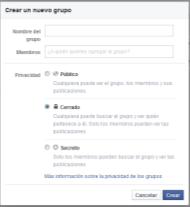 Crear un nuevo grupo
Nombre del
grupo
Miembros ¿A quién quieres agregar al grupo?
Privacidad Público
Cualquiera puede ver el grupo, los miembros y sus
publicaciones.
Cerrado
Cualquiera puede buscar el grupo y ver quién
pertenece a él. Solo los miembros pueden ver las
publicaciones.
Secreto
Solo los miembros pueden buscar el grupo y ver las
publicaciones.
Más información sobre la privacidad de los grupos
Cancelar Crear